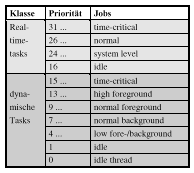 Klasse Priorität Jobs
Real- 31 ... time-critical
time- 26 ... normal
tasks 24 ... system level
16 idle
15 ... time-critical
dyna- 13 ... high foreground
mische 9 ... normal foreground
Tasks 7 ... normal background
4 ... low fore-/background
1 idle
0 idle thread